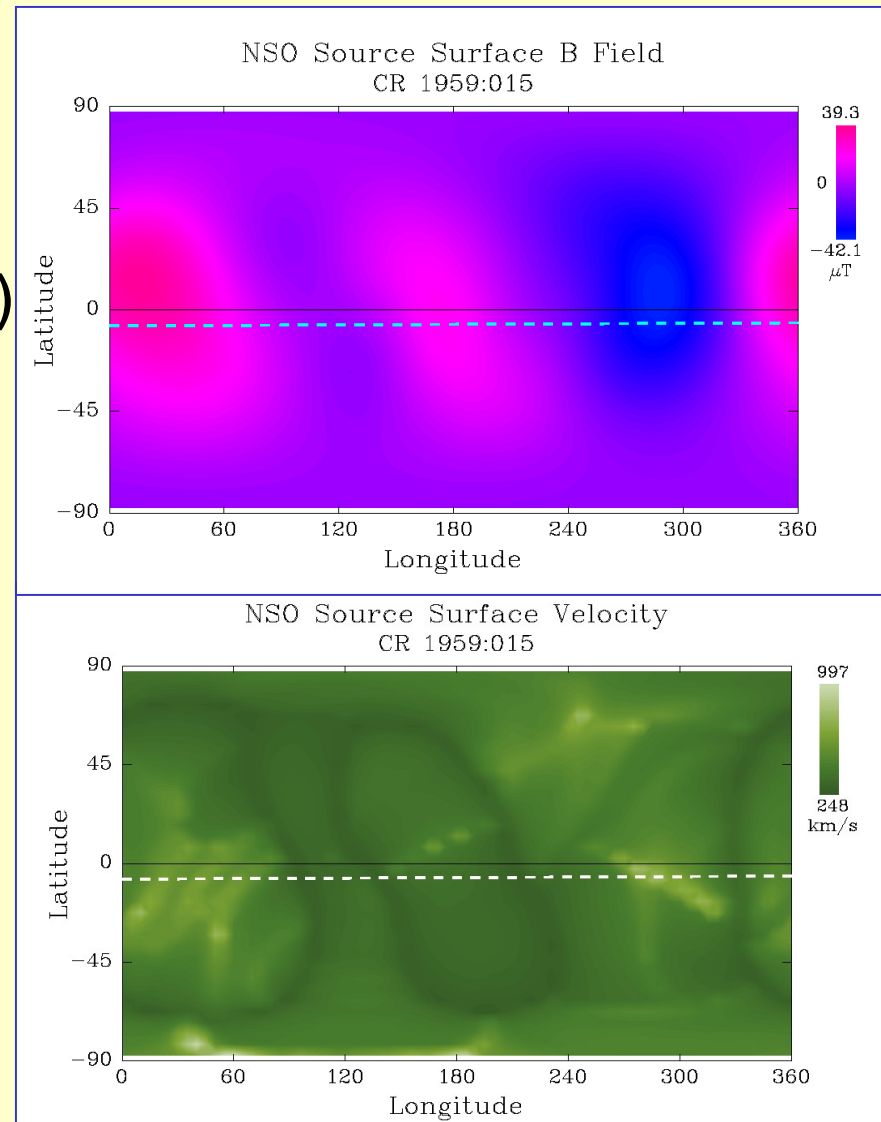 )
NSO Source Surface B Field
CR 1959:015
90
45
0
−45
−90
Latitude
0 60 120 180 240 300 360
Longitude
39.3
0
−42.1
μT
NSO Source Surface Velocity
CR 1959:015
90
45
0
−45
−90
Latitude
0 60 120 180 240 300 360
Longitude
997
248
km/s